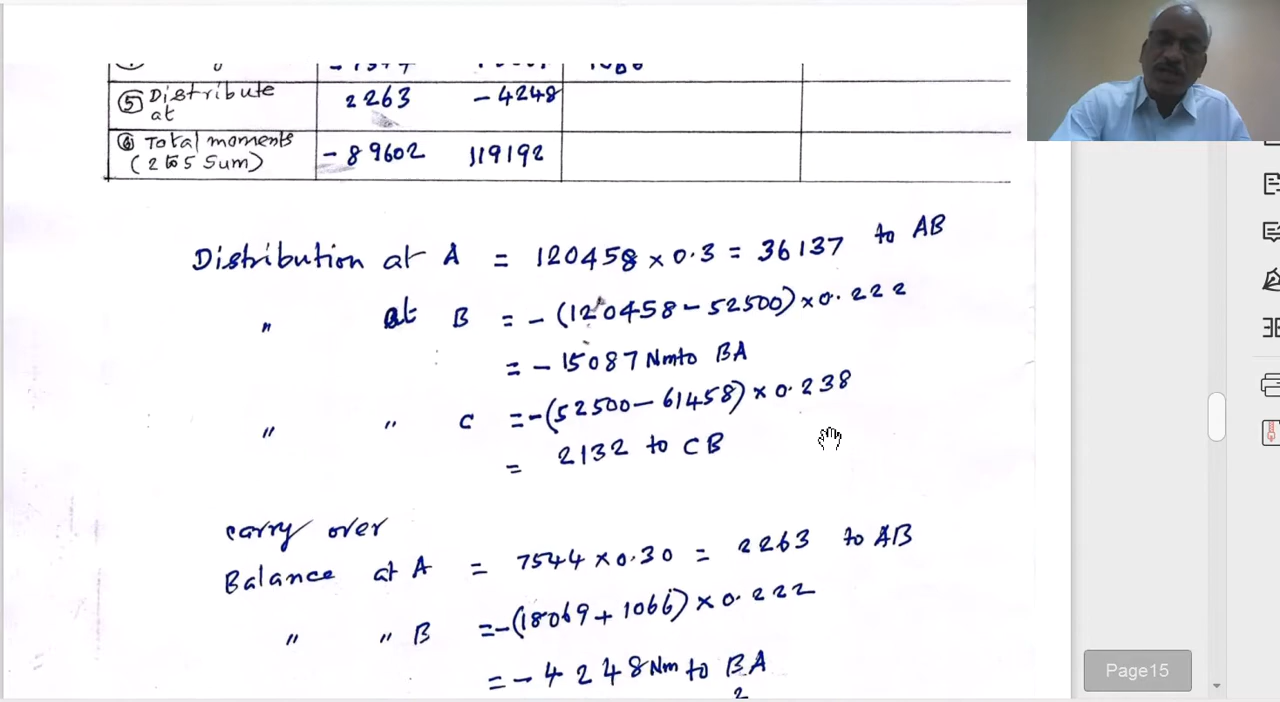 ⑤ Distribute 2263 -4248
at
⑥ Total moments -89602 119192
(2 to 5 Sum)
Distribution at A = 120458 x 0.3 = 36137 to AB
" at B = -(120458-52500) x 0.222
= -15087 Nm to BA
" " C = -(52500-61458) x 0.238
= 2132 to CB
carry over
Balance at A = 7544 x 0.30 = 2263 to AB
" " B = -(18069+1066) x 0.222
= -4248 Nm to BA
Page15